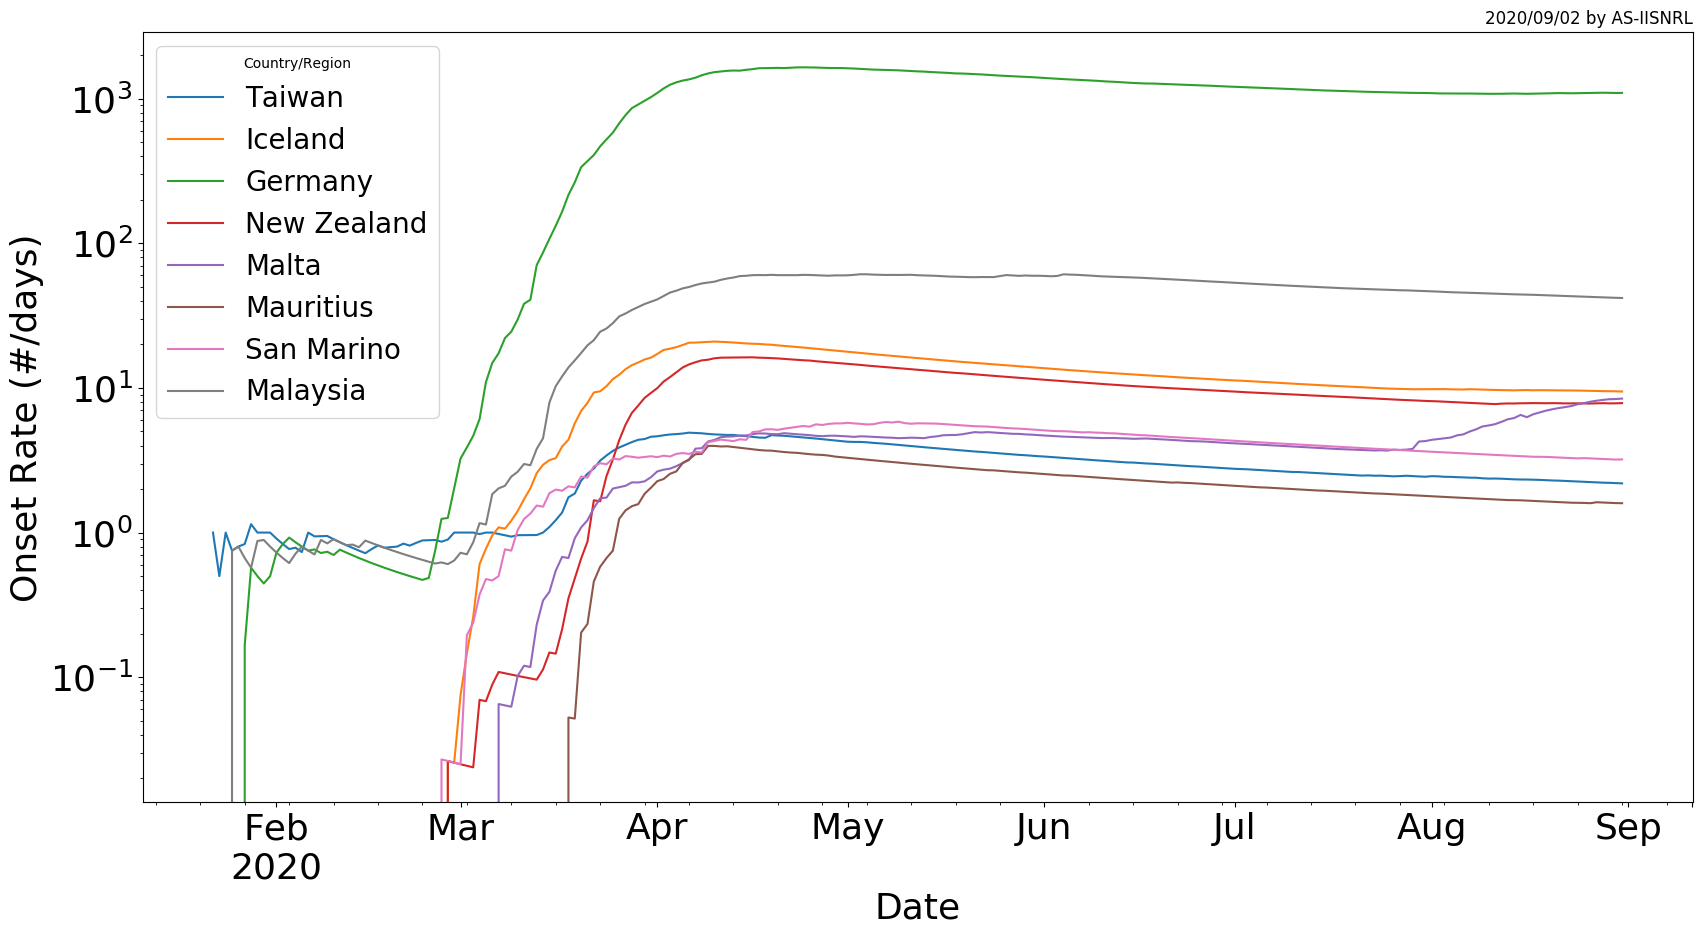 2020/09/02 by AS-IISNRL
Country/Region
Taiwan
Iceland
Germany
New Zealand
Malta
Mauritius
San Marino
Malaysia
Onset Rate (#/days)
10³
10²
10¹
10⁰
10⁻¹
Feb Mar Apr May Jun Jul Aug Sep
2020
Date